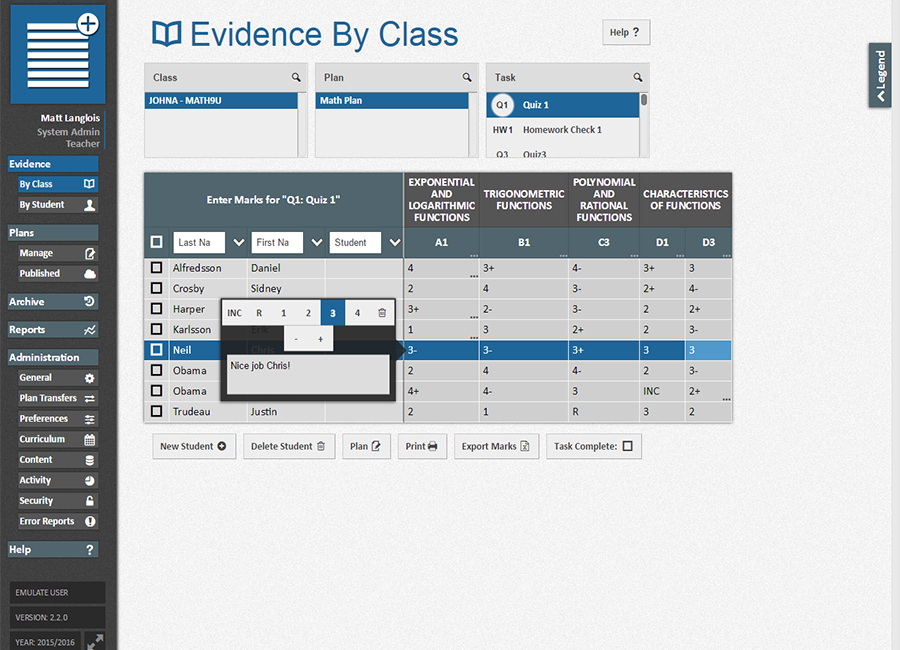 Evidence By Class
Help ?
Legend
Matt Langlois
System Admin
Teacher
Evidence
By Class
By Student
Plans
Manage
Published
Archive
Reports
Administration
General
Plan Transfers
Preferences
Curriculum
Content
Activity
Security
Error Reports
Help ?
EMULATE USER
VERSION: 2.2.0
YEAR: 2015/2016
Class
JOHNA - MATH9U
Plan
Math Plan
Task
Q1 Quiz 1
HW1 Homework Check 1
Q3 Quiz3
Enter Marks for "Q1: Quiz 1"
EXPONENTIAL AND LOGARITHMIC FUNCTIONS
TRIGONOMETRIC FUNCTIONS
POLYNOMIAL AND RATIONAL FUNCTIONS
CHARACTERISTICS OF FUNCTIONS
Last Na First Na Student A1 B1 C3 D1 D3
Alfredsson Daniel 4 3+ 4- 3+ 3
Crosby Sidney 2 4 3- 2+ 4-
Harper 3+ 2- 3- 2 2+
Karlsson Erik 1 3 2+ 2 3-
Neil Chris 3- 3- 3+ 3 3
Obama 2 4 4- 2 3-
Obama 4+ 4- 3 INC 2+
Trudeau Justin 2 1 R 3 2
INC R 1 2 3 4
- +
Nice job Chris!
New Student
Delete Student
Plan
Print
Export Marks
Task Complete: